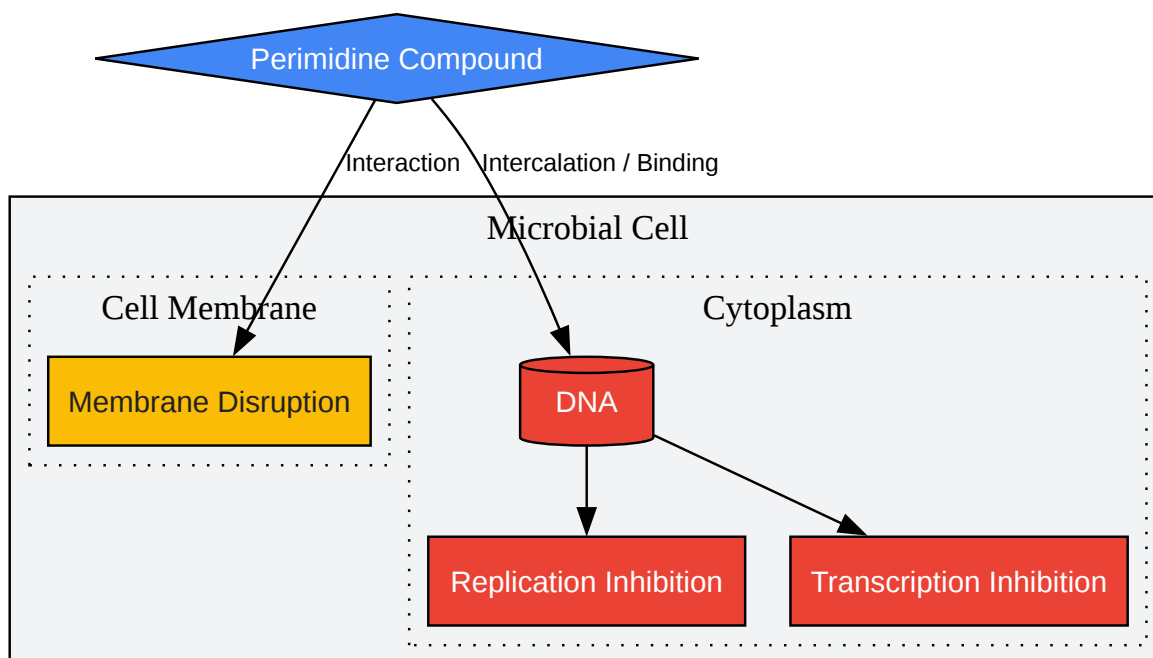 Perimidine Compound
Interaction
Intercalation / Binding
Microbial Cell
Cell Membrane
Cytoplasm
Membrane Disruption
DNA
Replication Inhibition
Transcription Inhibition